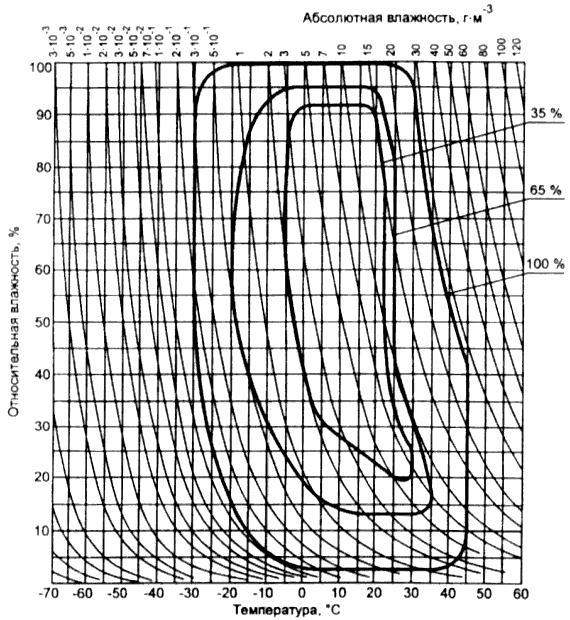 Абсолютная влажность, г·м⁻³
3·10⁻³ 5·10⁻³ 1·10⁻² 2·10⁻² 3·10⁻² 5·10⁻² 7·10⁻² 1·10⁻¹ 2·10⁻¹ 3·10⁻¹ 5·10⁻¹ 1 2 3 5 7 10 15 20 30 40 50 60 80 100 120
Относительная влажность, %
100
90
80
70
60
50
40
30
20
10
35 %
65 %
100 %
-70 -60 -50 -40 -30 -20 -10 0 10 20 30 40 50 60
Температура, °С